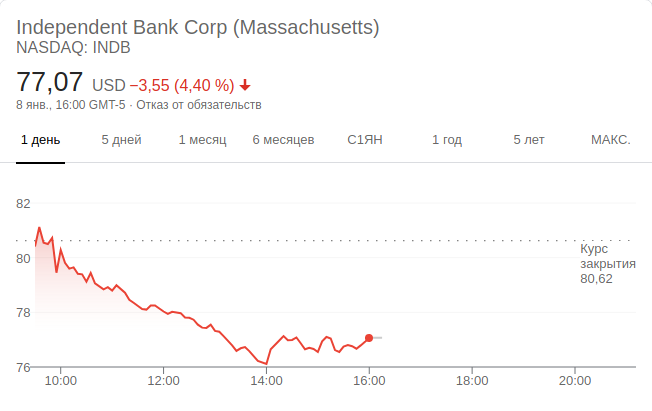 Independent Bank Corp (Massachusetts)
NASDAQ: INDB
77,07 USD −3,55 (4,40 %)
8 янв., 16:00 GMT-5 · Отказ от обязательств
1 день 5 дней 1 месяц 6 месяцев С1ЯН 1 год 5 лет МАКС.
82
80
78
76
Курс
закрытия
80,62
10:00 12:00 14:00 16:00 18:00 20:00